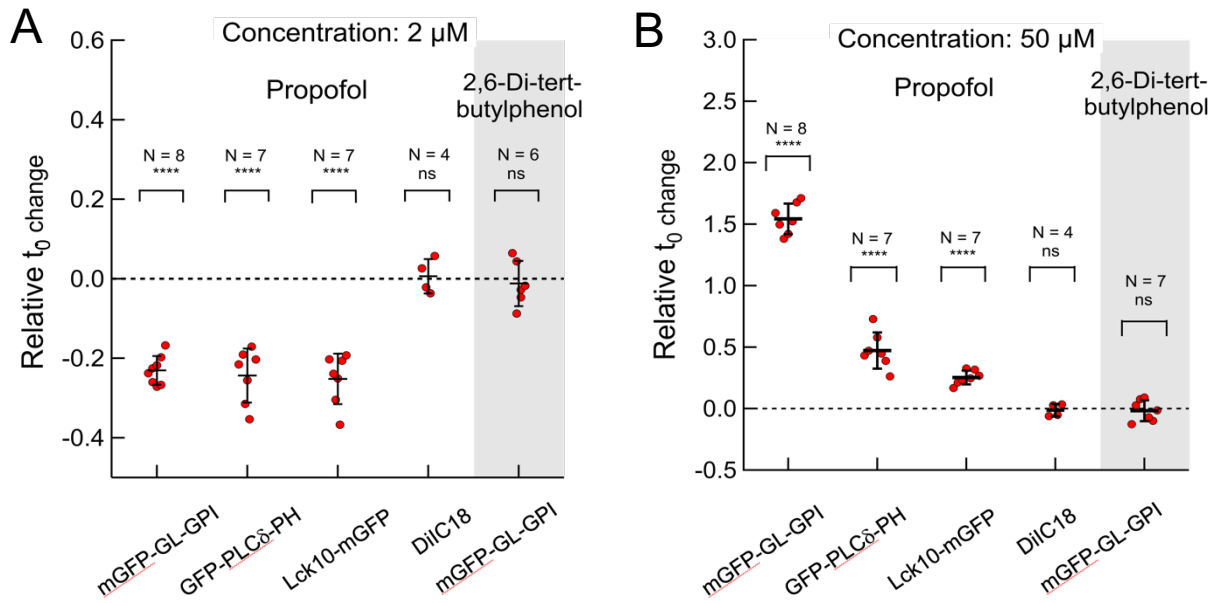 A
Concentration: 2 µM
Propofol
2,6-Di-tert-
butylphenol
N = 8
****
N = 7
****
N = 7
****
N = 4
ns
N = 6
ns
0.6
0.4
0.2
0.0
-0.2
-0.4
Relative t0 change
mGFP-GL-GPI
GFP-PLCδ-PH
Lck10-mGFP
DiIC18
mGFP-GL-GPI
B
Concentration: 50 µM
Propofol
2,6-Di-tert-
butylphenol
N = 8
****
N = 7
****
N = 7
****
N = 4
ns
N = 7
ns
3.0
2.5
2.0
1.5
1.0
0.5
0.0
-0.5
Relative t0 change
mGFP-GL-GPI
GFP-PLCδ-PH
Lck10-mGFP
DiIC18
mGFP-GL-GPI